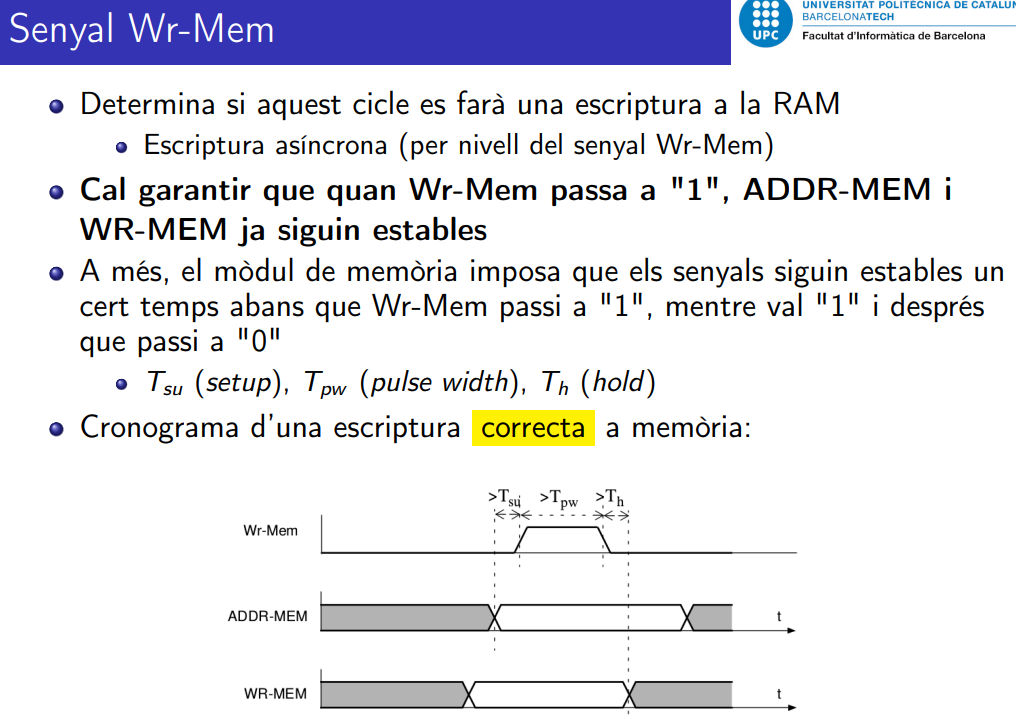 Senyal Wr-Mem
UNIVERSITAT POLITÈCNICA DE CATALUN
BARCELONATECH
Facultat d'Informàtica de Barcelona
UPC
Determina si aquest cicle es farà una escriptura a la RAM
Escriptura asíncrona (per nivell del senyal Wr-Mem)
Cal garantir que quan Wr-Mem passa a "1", ADDR-MEM i
WR-MEM ja siguin estables
A més, el mòdul de memòria imposa que els senyals siguin estables un
cert temps abans que Wr-Mem passi a "1", mentre val "1" i després
que passi a "0"
Tsu (setup), Tpw (pulse width), Th (hold)
Cronograma d'una escriptura correcta a memòria:
>Tsu >Tpw >Th
Wr-Mem
ADDR-MEM t
WR-MEM t